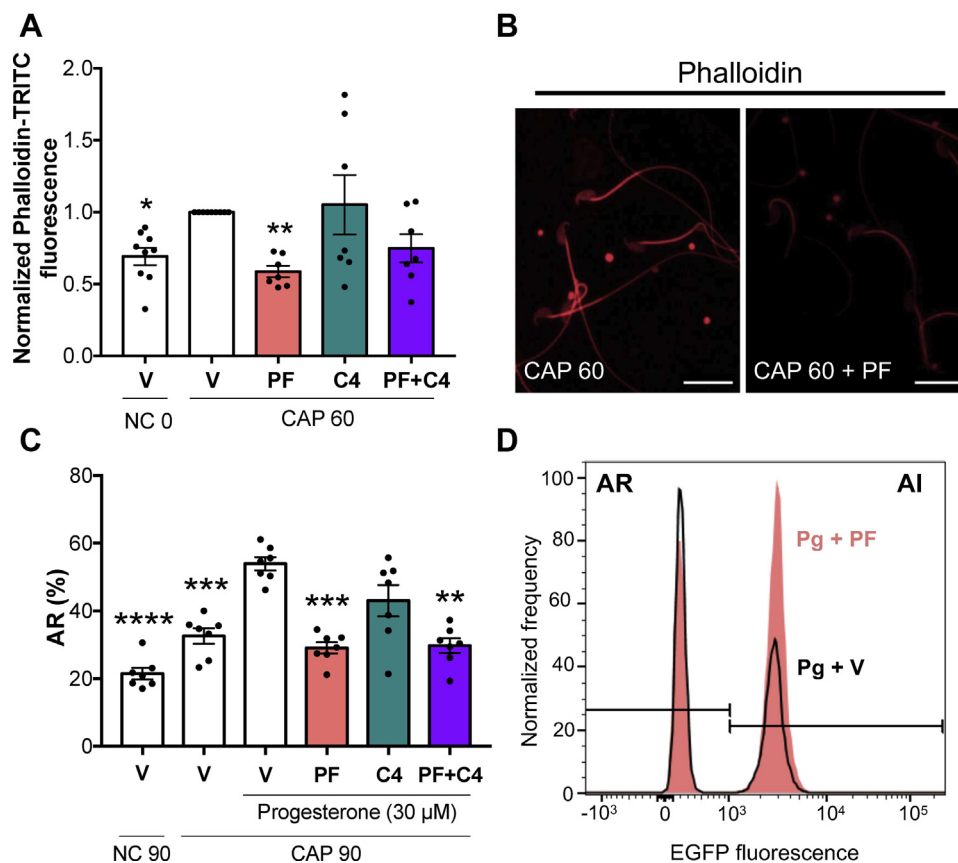 A
Normalized Phalloidin-TRITC
fluorescence
2.0
1.5
1.0
0.5
0.0
*
**
V
V
PF
C4
PF+C4
NC 0
CAP 60
B
Phalloidin
CAP 60
CAP 60 + PF
C
AR (%)
80
60
40
20
0
****
***
***
**
V
V
V
PF
C4
PF+C4
Progesterone (30 µM)
NC 90
CAP 90
D
Normalized frequency
100
80
60
40
20
0
AR
AI
Pg + PF
Pg + V
-10³
0
10³
10⁴
10⁵
EGFP fluorescence